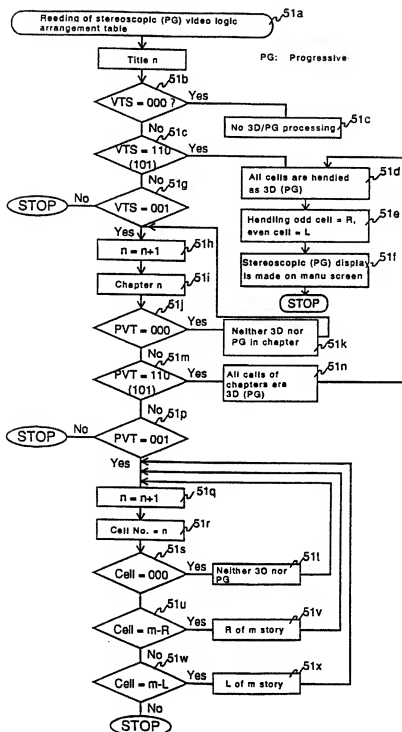 Reeding of stereoscopic (PG) video logic
arrangement table
51a
Title n
PG: Progressive
51b
VTS = 000 ?
Yes
No
51c
No 3D/PG processing
51c
VTS = 110
(101)
Yes
No
51g
All cells are hendled
as 3D (PG)
51d
STOP
No
VTS = 001
Yes
Handling odd cell = R,
even cell = L
51e
n = n+1
51h
Stereoscopic (PG) display
is made on manu screen
51f
STOP
Chapter n
51i
51j
PVT = 000
Yes
Neither 3D nor
PG in chapter
51k
No
51m
PVT = 110
(101)
Yes
All calls of
chapters are
3D (PG)
51n
No
51p
STOP
No
PVT = 001
Yes
n = n+1
51q
Cell No. = n
51r
51s
Cell = 000
Yes
Neither 3D nor
PG
51t
51u
Cell = m-R
Yes
R of m story
51v
No
51w
Cell = m-L
Yes
L of m story
51x
No
STOP